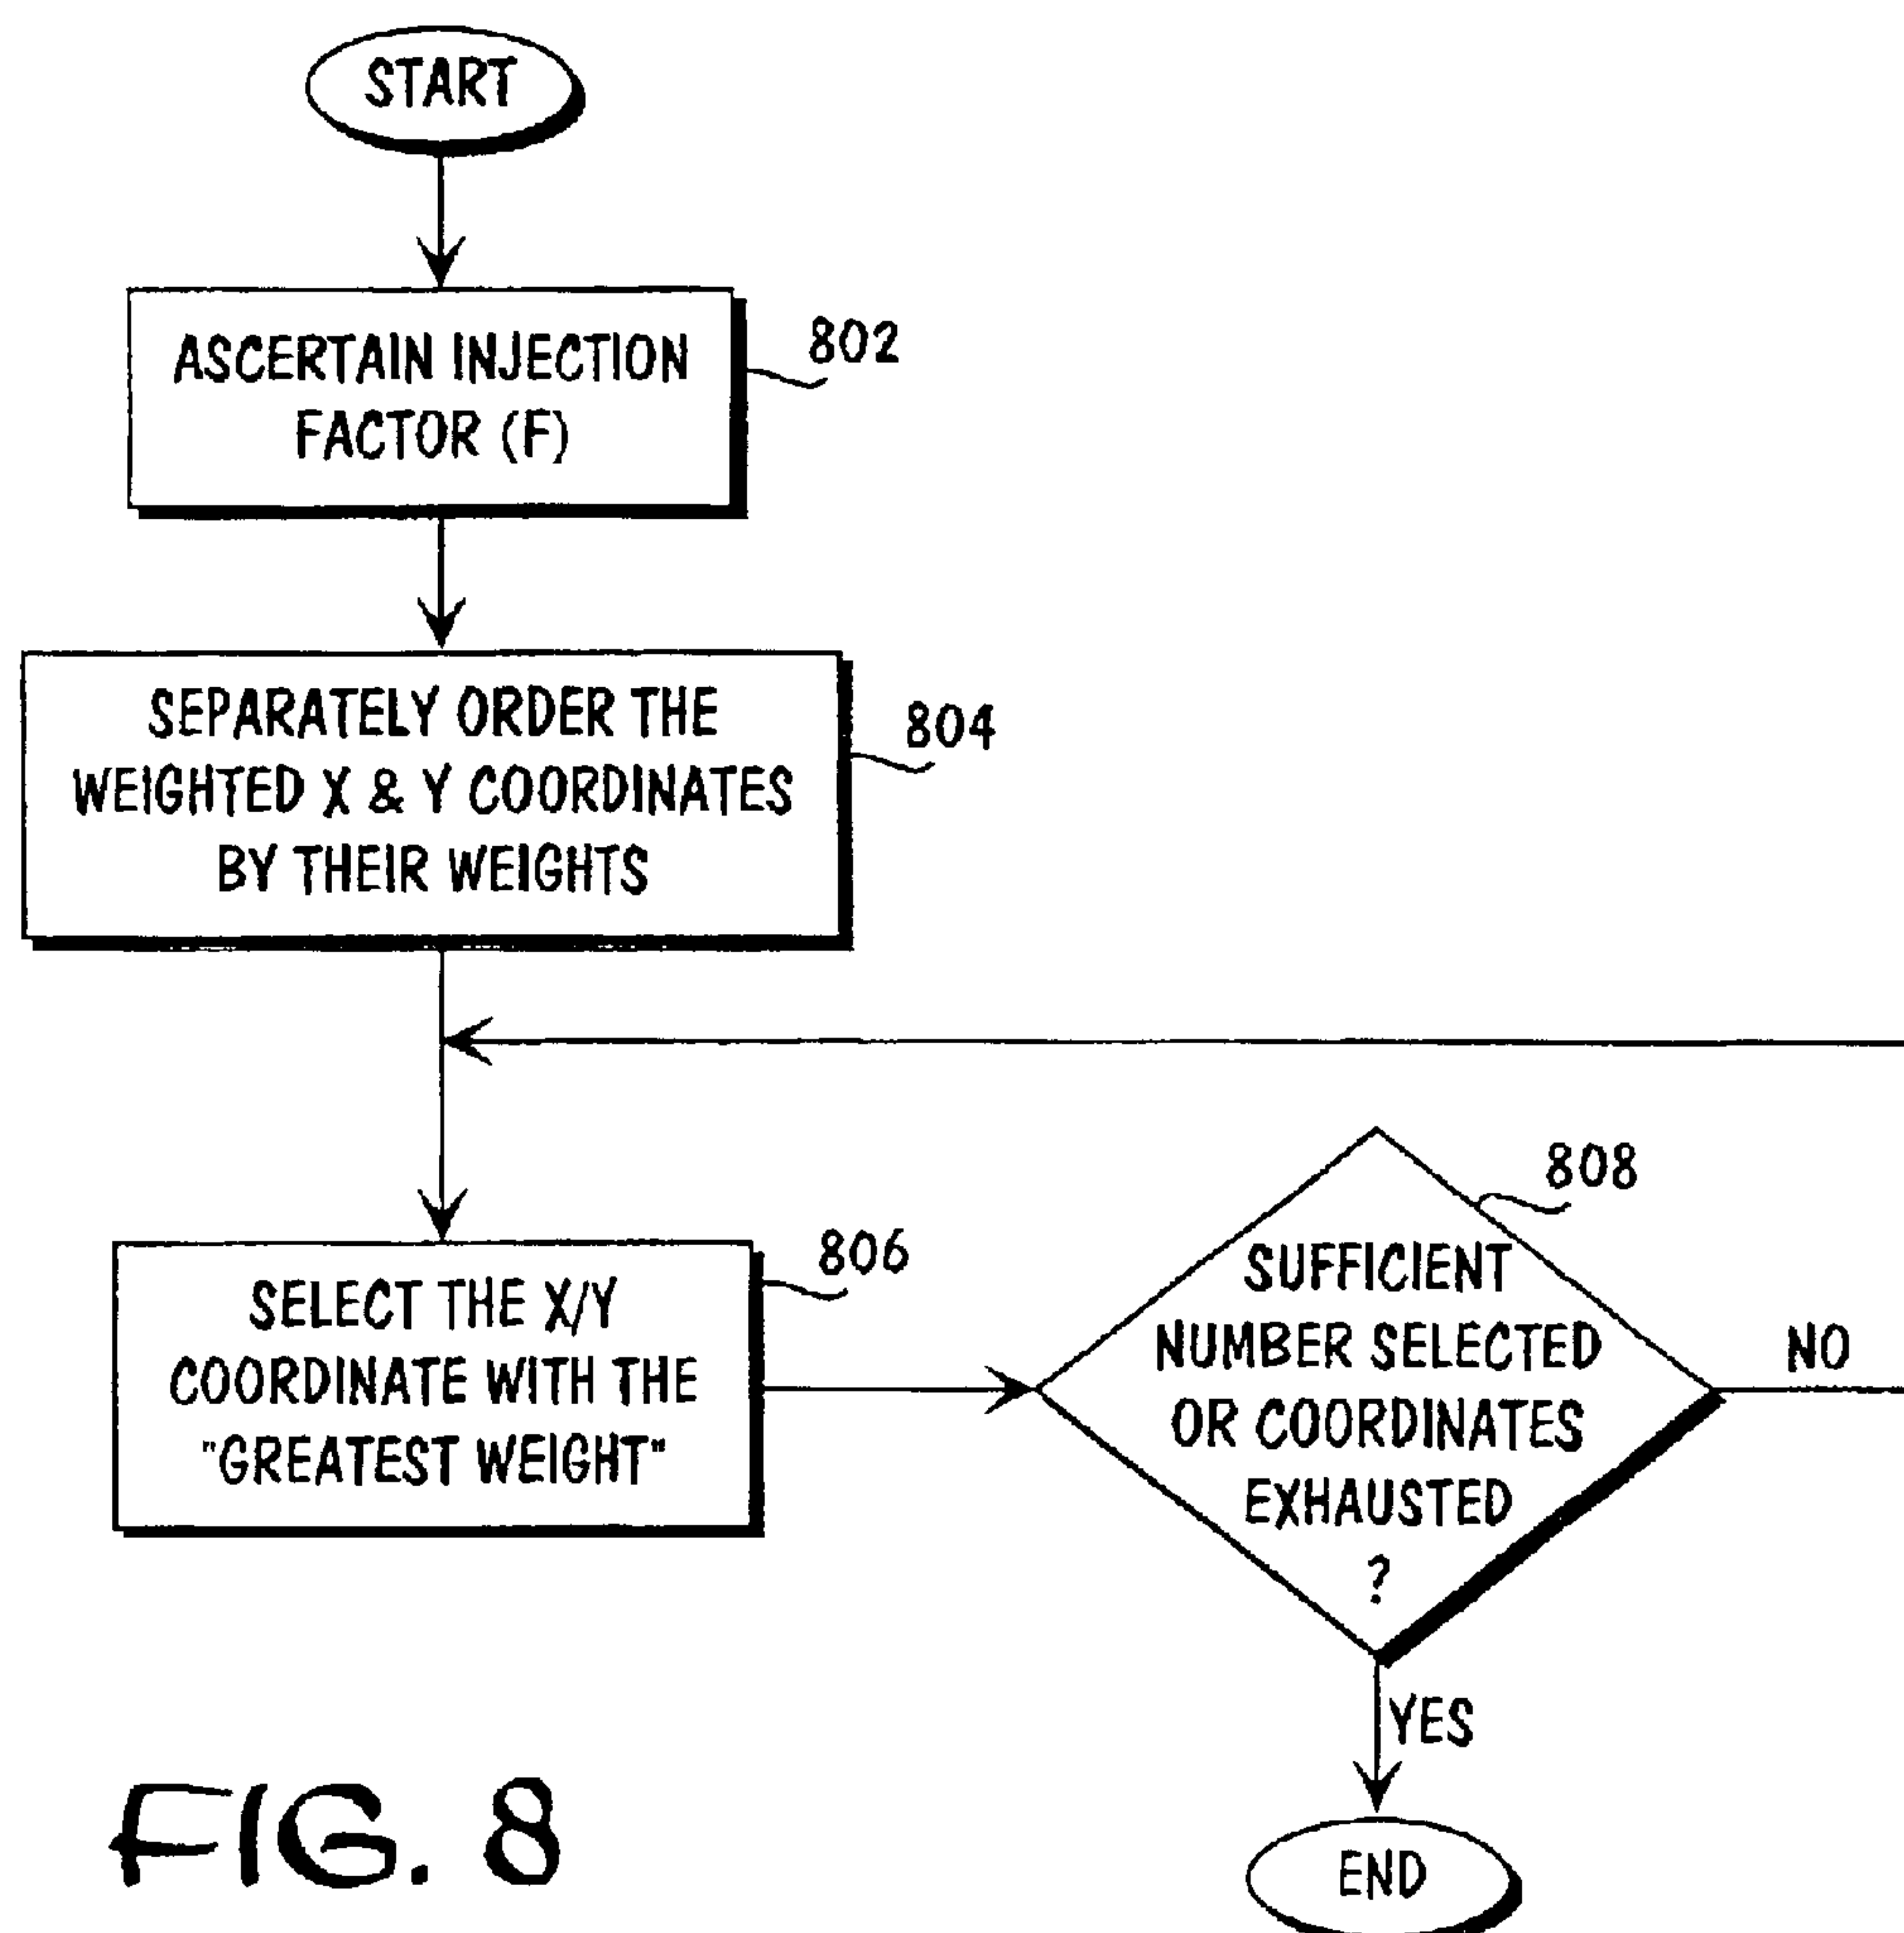 START
ASCERTAIN INJECTION
FACTOR (F)
802
SEPARATELY ORDER THE
WEIGHTED X & Y COORDINATES
BY THEIR WEIGHTS
804
SELECT THE X/Y
COORDINATE WITH THE
"GREATEST WEIGHT"
806
SUFFICIENT
NUMBER SELECTED
OR COORDINATES
EXHAUSTED
?
808
NO
YES
END
FIG. 8